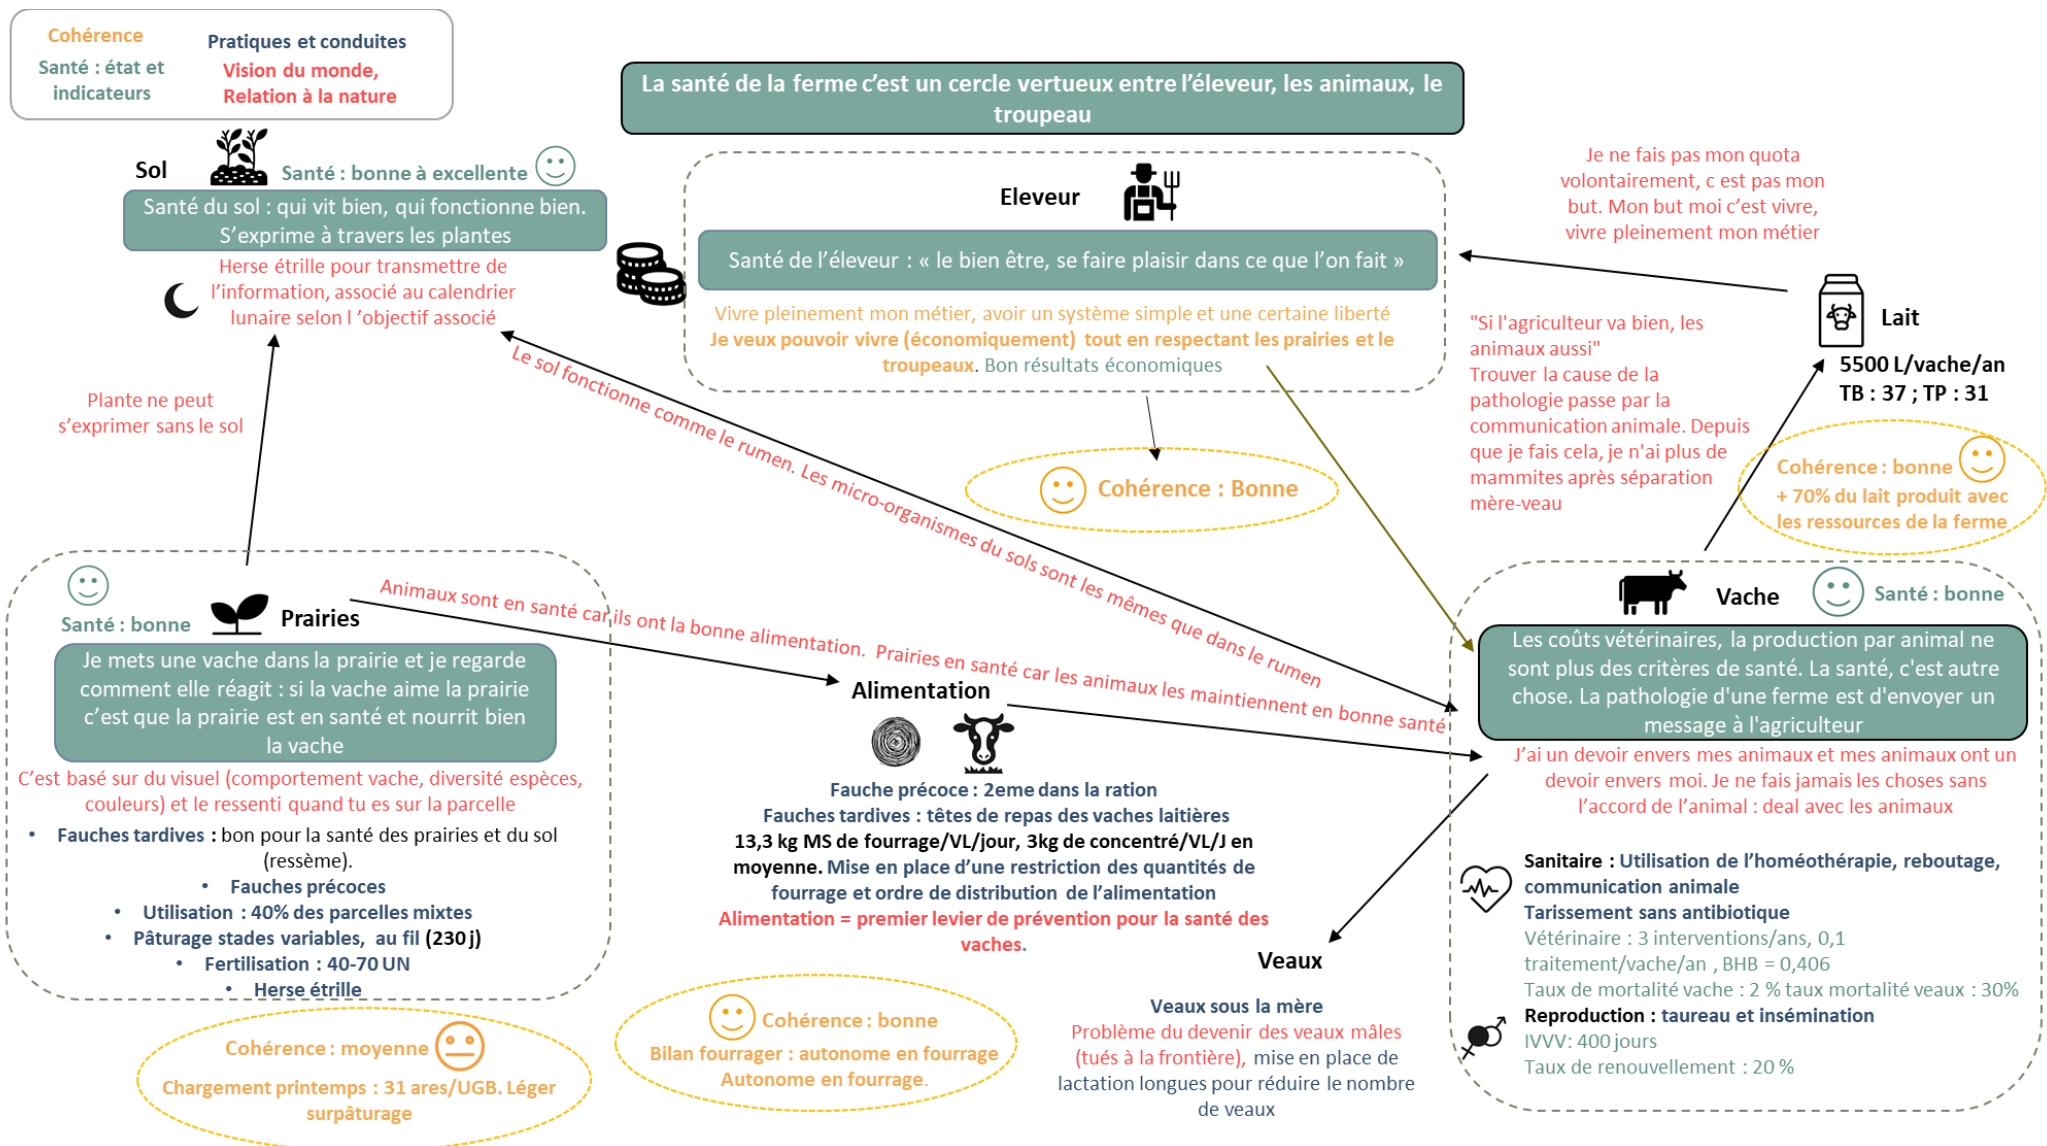 Cohérence
Santé : état et
indicateurs
Pratiques et conduites
Vision du monde,
Relation à la nature
La santé de la ferme c’est un cercle vertueux entre l’éleveur, les animaux, le
troupeau
Sol
Santé : bonne à excellente
Santé du sol : qui vit bien, qui fonctionne bien.
S’exprime à travers les plantes
Herse étrille pour transmettre de
l’information, associé au calendrier
lunaire selon l ’objectif associé
Plante ne peut
s’exprimer sans le sol
Eleveur
Santé de l’éleveur : « le bien être, se faire plaisir dans ce que l’on fait »
Vivre pleinement mon métier, avoir un système simple et une certaine liberté
Je veux pouvoir vivre (économiquement) tout en respectant les prairies et le
troupeaux. Bon résultats économiques
Cohérence : Bonne
Je ne fais pas mon quota
volontairement, c est pas mon
but. Mon but moi c’est vivre,
vivre pleinement mon métier
Lait
5500 L/vache/an
TB : 37 ; TP : 31
"Si l'agriculteur va bien, les
animaux aussi"
Trouver la cause de la
pathologie passe par la
communication animale. Depuis
que je fais cela, je n'ai plus de
mammites après séparation
mère-veau
Cohérence : bonne
+ 70% du lait produit avec
les ressources de la ferme
Le sol fonctionne comme le rumen. Les micro-organismes du sols sont les mêmes que dans le rumen
Animaux sont en santé car ils ont la bonne alimentation. Prairies en santé car les animaux les maintiennent en bonne santé
Santé : bonne
Prairies
Je mets une vache dans la prairie et je regarde
comment elle réagit : si la vache aime la prairie
c’est que la prairie est en santé et nourrit bien
la vache
C’est basé sur du visuel (comportement vache, diversité espèces,
couleurs) et le ressenti quand tu es sur la parcelle
• Fauches tardives : bon pour la santé des prairies et du sol
(ressème).
• Fauches précoces
• Utilisation : 40% des parcelles mixtes
• Pâturage stades variables, au fil (230 j)
• Fertilisation : 40-70 UN
• Herse étrille
Cohérence : moyenne
Chargement printemps : 31 ares/UGB. Léger
surpâturage
Alimentation
Fauche précoce : 2eme dans la ration
Fauches tardives : têtes de repas des vaches laitières
13,3 kg MS de fourrage/VL/jour, 3kg de concentré/VL/J en
moyenne. Mise en place d’une restriction des quantités de
fourrage et ordre de distribution de l’alimentation
Alimentation = premier levier de prévention pour la santé des
vaches.
Cohérence : bonne
Bilan fourrager : autonome en fourrage
Autonome en fourrage.
Veaux
Veaux sous la mère
Problème du devenir des veaux mâles
(tués à la frontière), mise en place de
lactation longues pour réduire le nombre
de veaux
Vache
Santé : bonne
Les coûts vétérinaires, la production par animal ne
sont plus des critères de santé. La santé, c'est autre
chose. La pathologie d'une ferme est d'envoyer un
message à l'agriculteur
J’ai un devoir envers mes animaux et mes animaux ont un
devoir envers moi. Je ne fais jamais les choses sans
l’accord de l’animal : deal avec les animaux
Sanitaire : Utilisation de l’homéothérapie, reboutage,
communication animale
Tarissement sans antibiotique
Vétérinaire : 3 interventions/ans, 0,1
traitement/vache/an , BHB = 0,406
Taux de mortalité vache : 2 % taux mortalité veaux : 30%
Reproduction : taureau et insémination
IVVV: 400 jours
Taux de renouvellement : 20 %